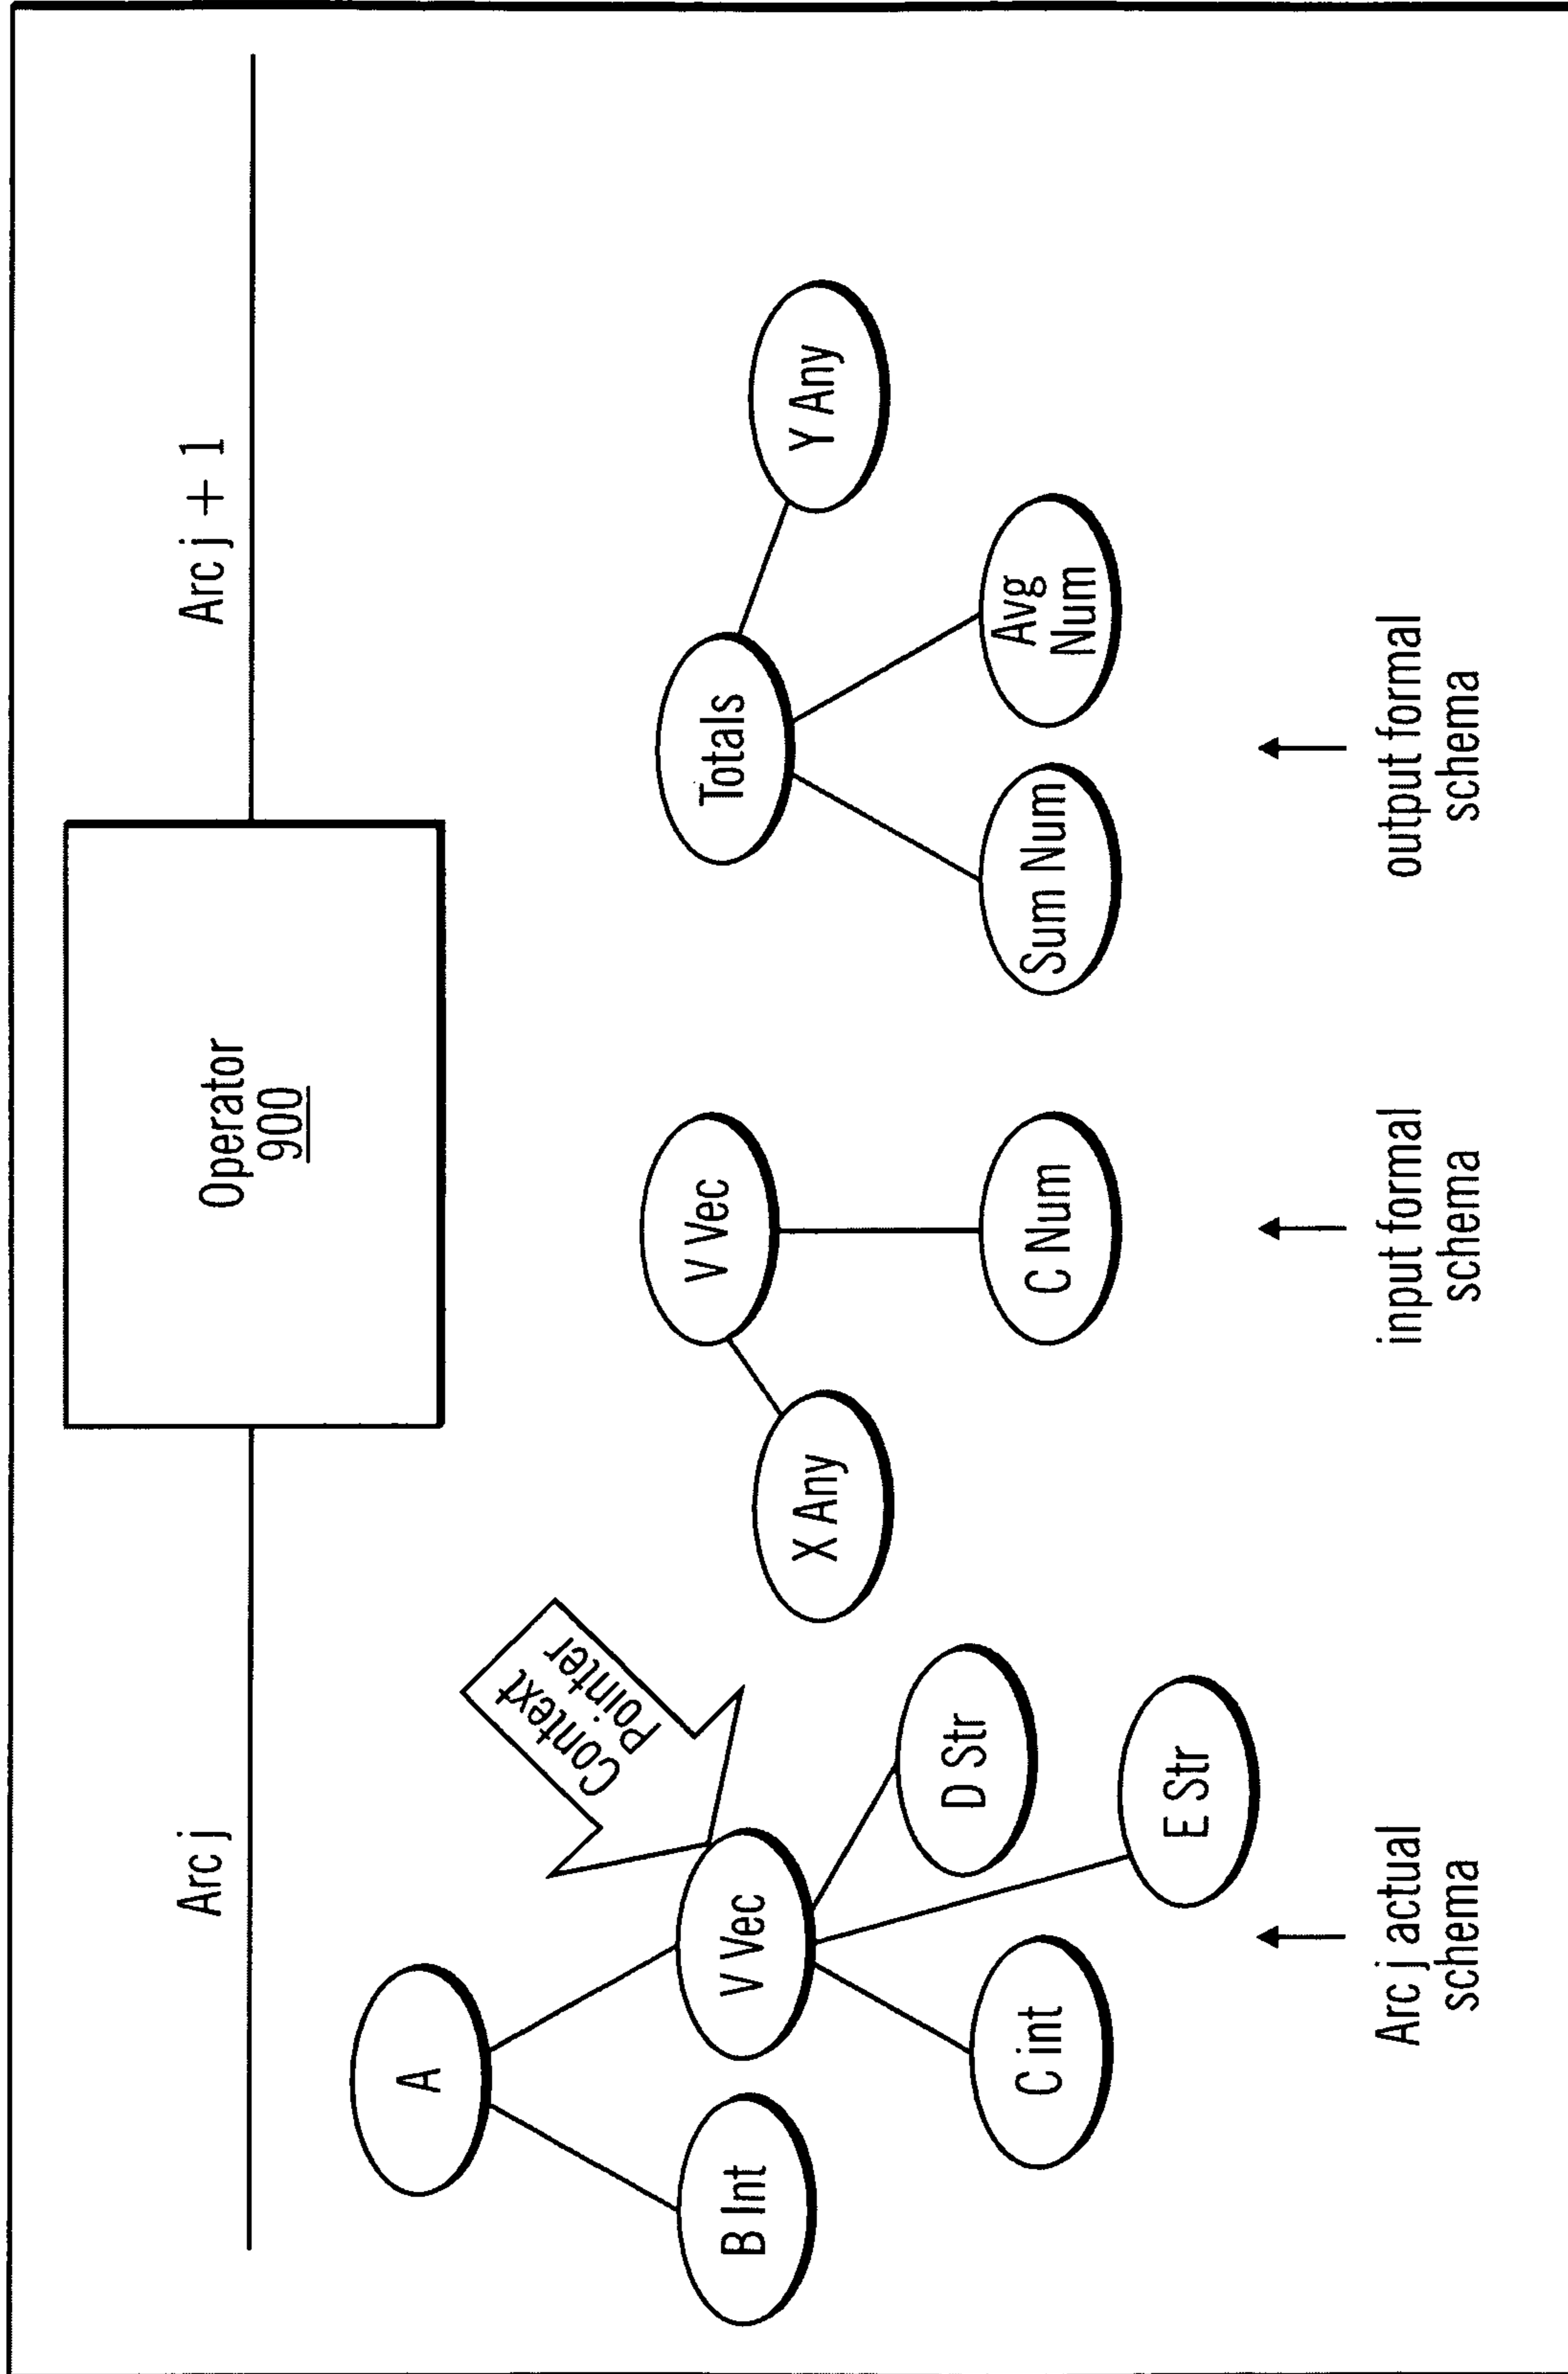 Arc j
Operator
900
Arc j + 1
A
B Int
V Vec
C int
D Str
E Str
Context
Pointer
X Any
V Vec
C Num
Totals
Y Any
Sum Num
Avg
Num
Arc j actual
schema
input formal
schema
output formal
schema